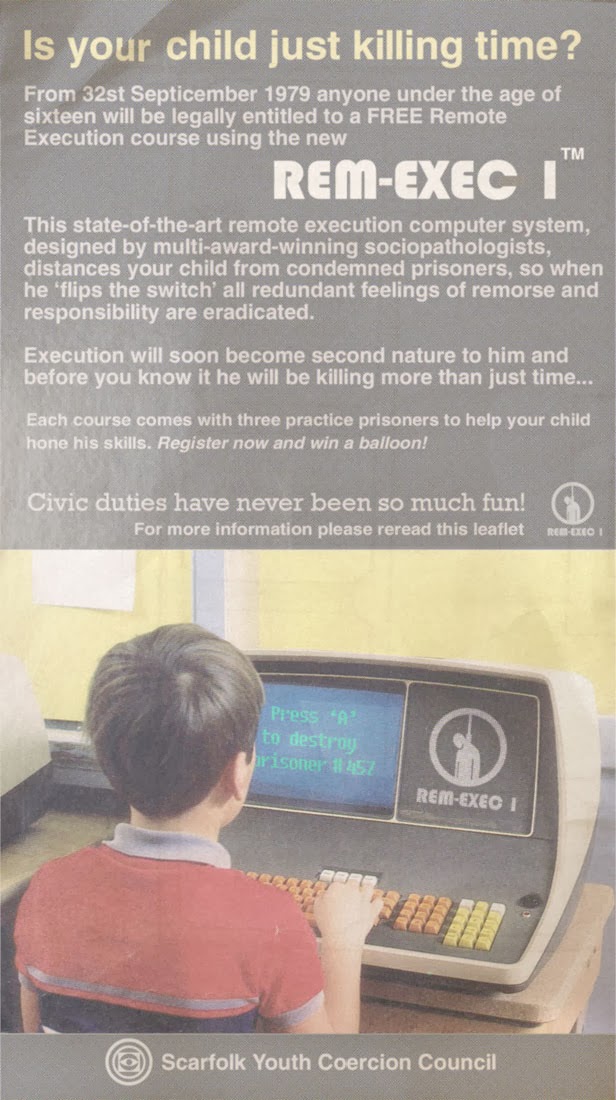 Is your child just killing time?
From 32st Septicember 1979 anyone under the age of
sixteen will be legally entitled to a FREE Remote
Execution course using the new
REM-EXEC I™
This state-of-the-art remote execution computer system,
designed by multi-award-winning sociopathologists,
distances your child from condemned prisoners, so when
he ‘flips the switch’ all redundant feelings of remorse and
responsibility are eradicated.
Execution will soon become second nature to him and
before you know it he will be killing more than just time...
Each course comes with three practice prisoners to help your child
hone his skills. Register now and win a balloon!
Civic duties have never been so much fun!
For more information please reread this leaflet
REM-EXEC I
Press ‘A’
to destroy
prisoner #457
REM-EXEC I
Scarfolk Youth Coercion Council